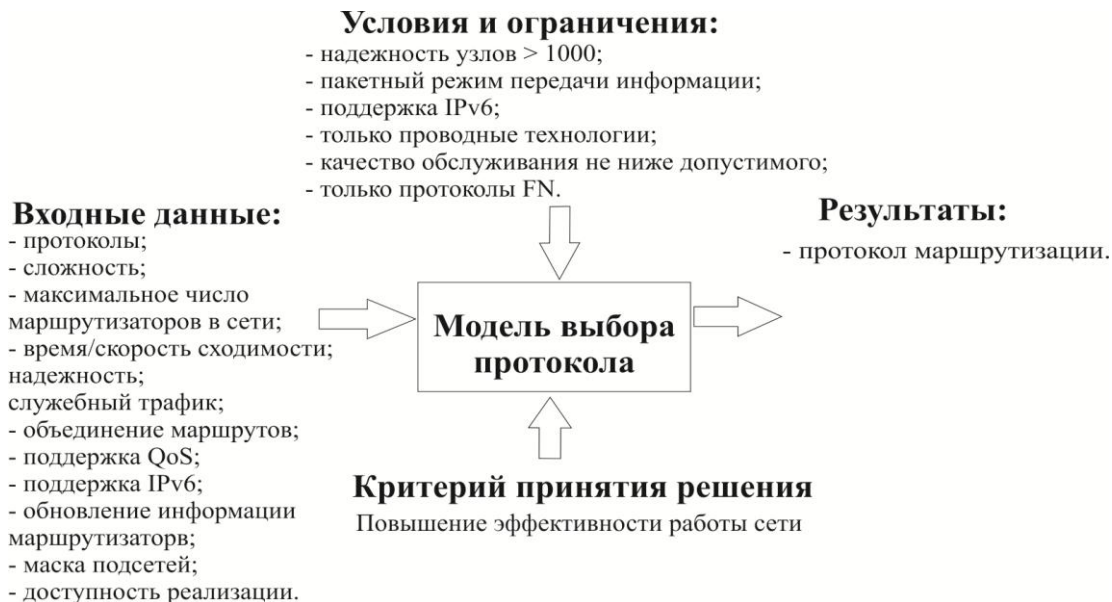 Условия и ограничения:
- надежность узлов > 1000;
- пакетный режим передачи информации;
- поддержка IPv6;
- только проводные технологии;
- качество обслуживания не ниже допустимого;
- только протоколы FN.
Входные данные:
- протоколы;
- сложность;
- максимальное число
маршрутизаторов в сети;
- время/скорость сходимости;
надежность;
служебный трафик;
- объединение маршрутов;
- поддержка QoS;
- поддержка IPv6;
- обновление информации
маршрутизаторв;
- маска подсетей;
- доступность реализации.
Модель выбора
протокола
Критерий принятия решения
Повышение эффективности работы сети
Результаты:
- протокол маршрутизации.